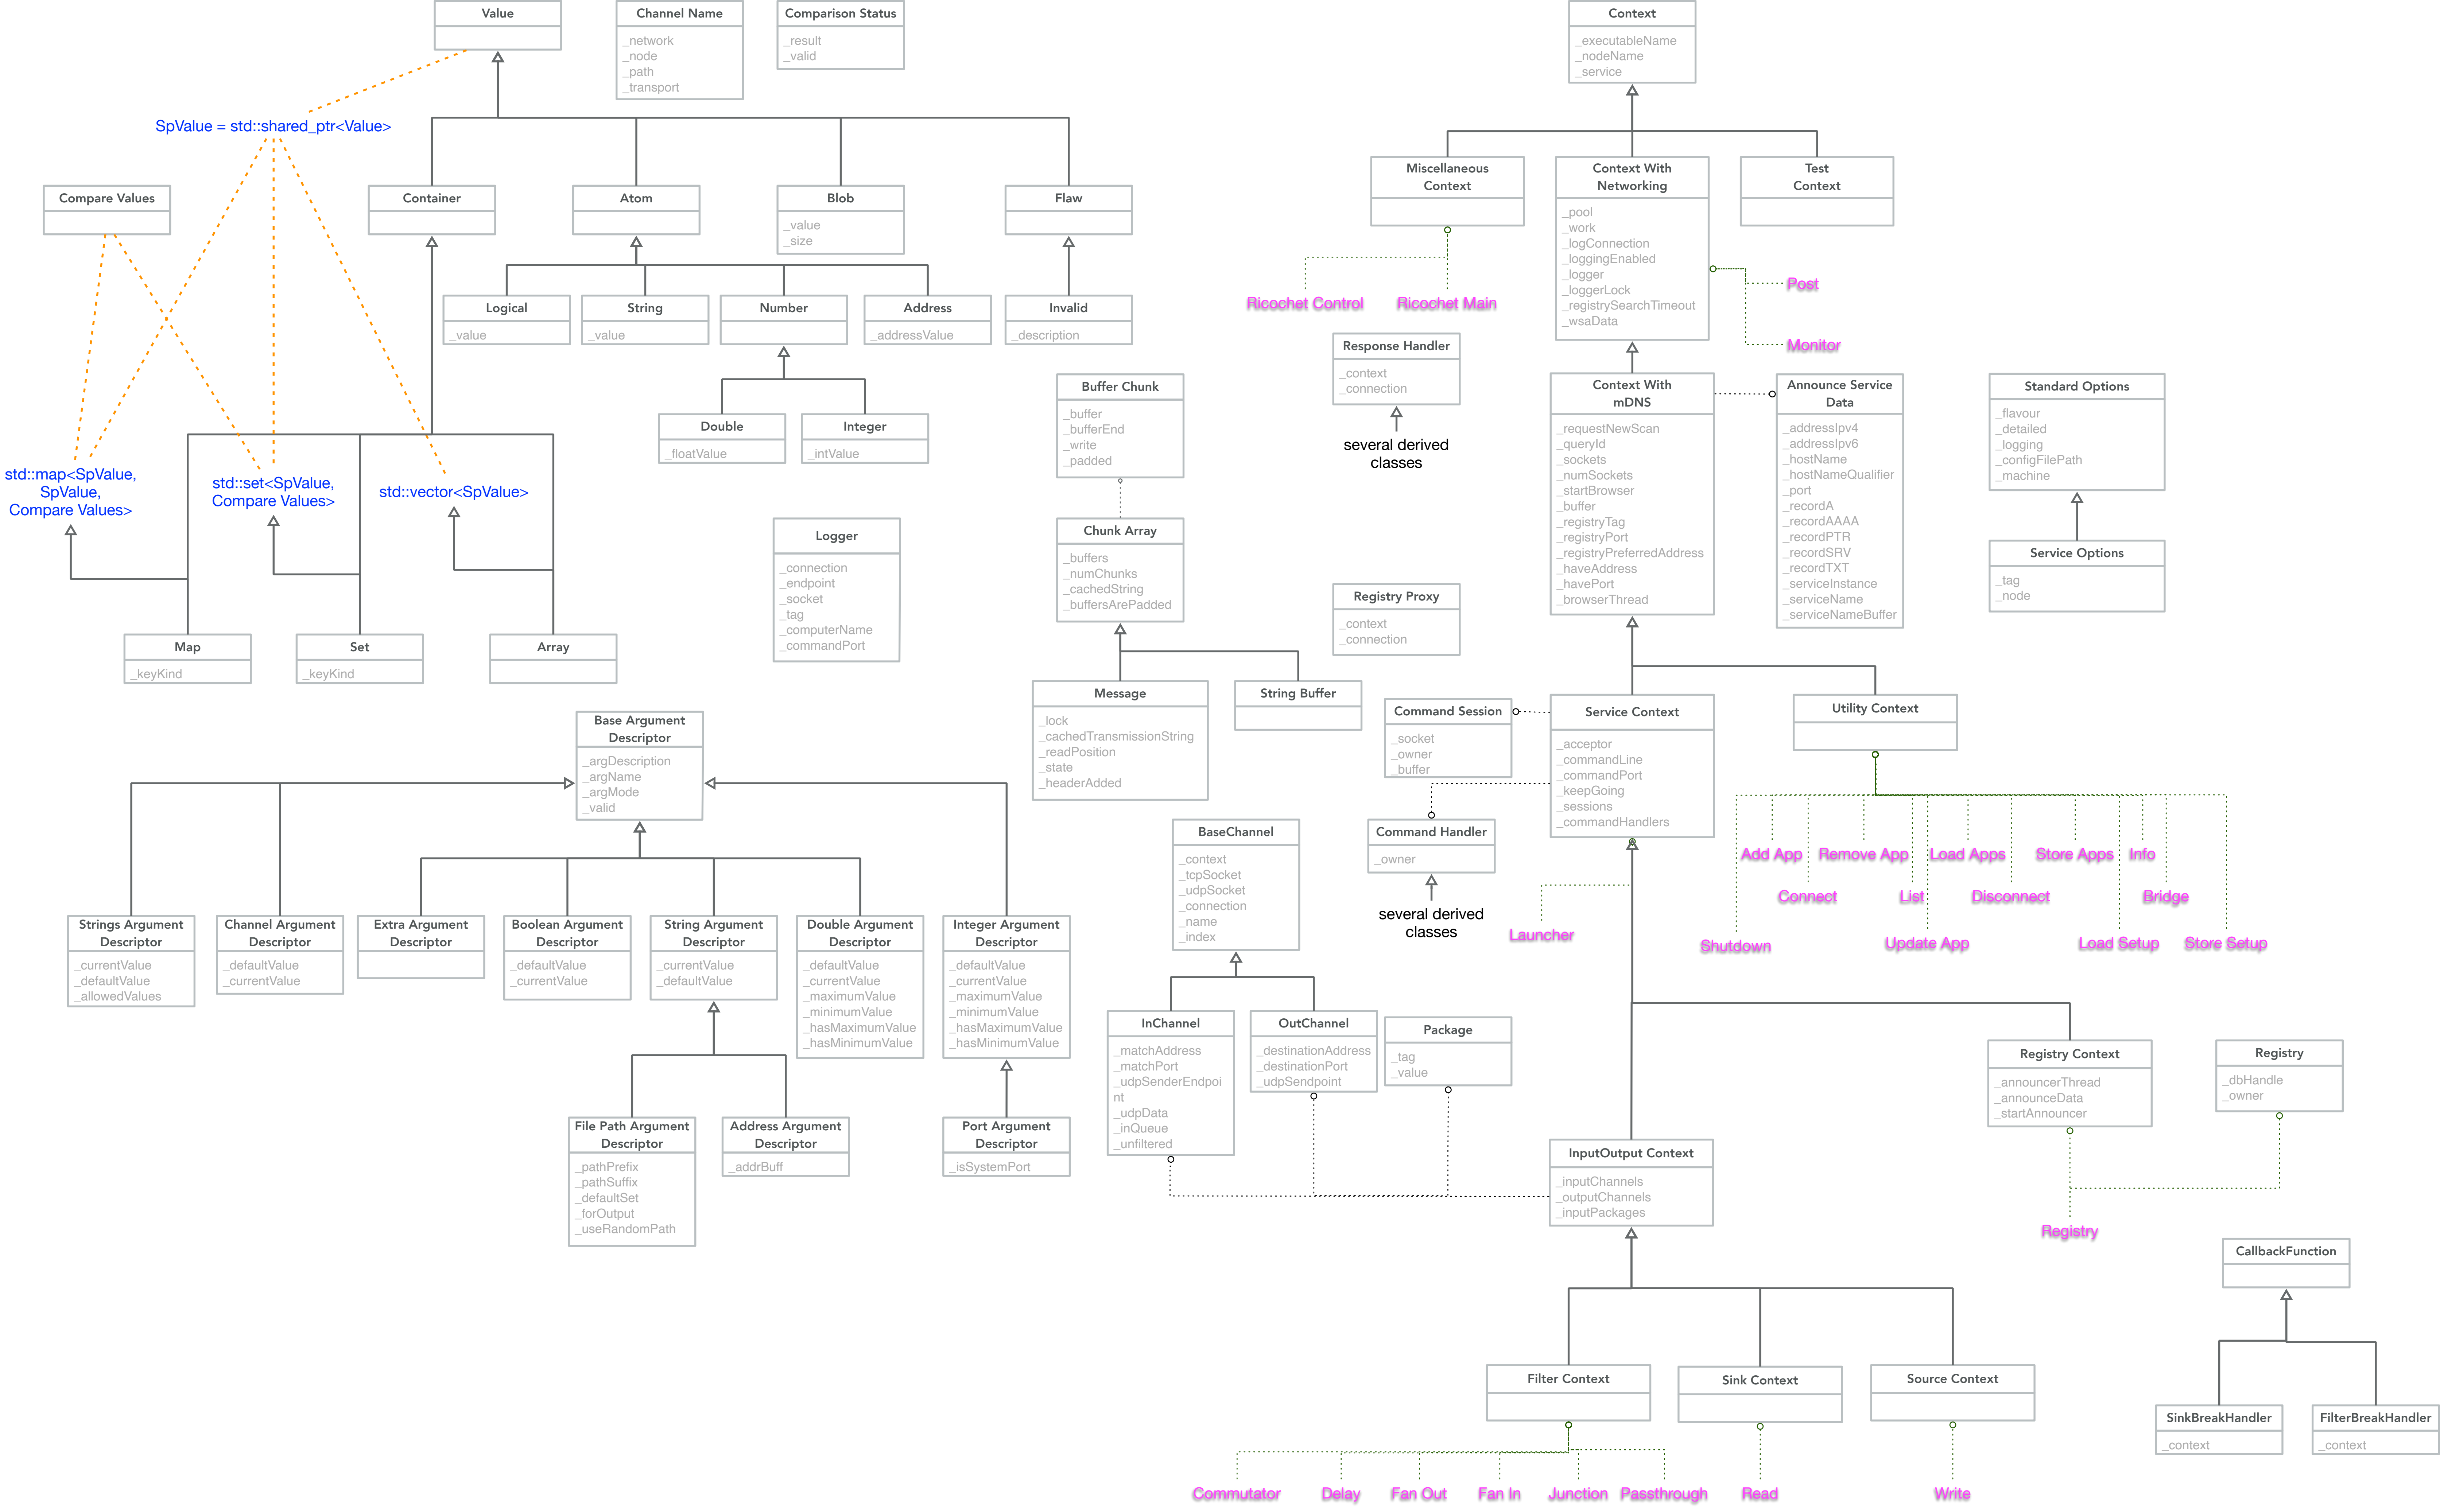 Value
Channel Name
_network
_node
_path
_transport
Comparison Status
_result
_valid
Context
_executableName
_nodeName
_service
SpValue = std::shared_ptr<Value>
Compare Values
Container
Atom
Blob
_value
_size
Flaw
Miscellaneous
Context
Context With
Networking
_pool
_work
_logConnection
_loggingEnabled
_logger
_loggerLock
_registrySearchTimeout
_wsaData
Test
Context
Ricochet Control
Ricochet Main
Post
Monitor
Logical
_value
String
_value
Number
Address
_addressValue
Invalid
_description
Double
_floatValue
Integer
_intValue
std::map<SpValue,
SpValue,
Compare Values>
std::set<SpValue,
Compare Values>
std::vector<SpValue>
Map
_keyKind
Set
_keyKind
Array
Logger
_connection
_endpoint
_socket
_tag
_computerName
_commandPort
Buffer Chunk
_buffer
_bufferEnd
_write
_padded
Chunk Array
_buffers
_numChunks
_cachedString
_buffersArePadded
Message
_lock
_cachedTransmissionString
_readPosition
_state
_headerAdded
String Buffer
Response Handler
_context
_connection
several derived
classes
Registry Proxy
_context
_connection
Context With
mDNS
_requestNewScan
_queryId
_sockets
_numSockets
_startBrowser
_buffer
_registryTag
_registryPort
_registryPreferredAddress
_haveAddress
_havePort
_browserThread
Announce Service
Data
_addressIpv4
_addressIpv6
_hostName
_hostNameQualifier
_port
_recordA
_recordAAAA
_recordPTR
_recordSRV
_recordTXT
_serviceInstance
_serviceName
_serviceNameBuffer
Standard Options
_flavour
_detailed
_logging
_configFilePath
_machine
Service Options
_tag
_node
Base Argument
Descriptor
_argDescription
_argName
_argMode
_valid
Strings Argument
Descriptor
_currentValue
_defaultValue
_allowedValues
Channel Argument
Descriptor
_defaultValue
_currentValue
Extra Argument
Descriptor
Boolean Argument
Descriptor
_defaultValue
_currentValue
String Argument
Descriptor
_currentValue
_defaultValue
Double Argument
Descriptor
_defaultValue
_currentValue
_maximumValue
_minimumValue
_hasMaximumValue
_hasMinimumValue
Integer Argument
Descriptor
_defaultValue
_currentValue
_maximumValue
_minimumValue
_hasMaximumValue
_hasMinimumValue
File Path Argument
Descriptor
_pathPrefix
_pathSuffix
_defaultSet
_forOutput
_useRandomPath
Address Argument
Descriptor
_addrBuff
Port Argument
Descriptor
_isSystemPort
Command Session
_socket
_owner
_buffer
Service Context
_acceptor
_commandLine
_commandPort
_keepGoing
_sessions
_commandHandlers
Utility Context
BaseChannel
_context
_tcpSocket
_udpSocket
_connection
_name
_index
Command Handler
_owner
several derived
classes
Launcher
Add App
Remove App
Load Apps
Store Apps
Info
Connect
List
Disconnect
Bridge
Shutdown
Update App
Load Setup
Store Setup
InChannel
_matchAddress
_matchPort
_udpSenderEndpoi
nt
_udpData
_inQueue
_unfiltered
OutChannel
_destinationAddress
_destinationPort
_udpSendpoint
Package
_tag
_value
Registry Context
_announcerThread
_announceData
_startAnnouncer
Registry
_dbHandle
_owner
InputOutput Context
_inputChannels
_outputChannels
_inputPackages
Registry
CallbackFunction
Filter Context
Sink Context
Source Context
SinkBreakHandler
_context
FilterBreakHandler
_context
Commutator
Delay
Fan Out
Fan In
Junction
Passthrough
Read
Write